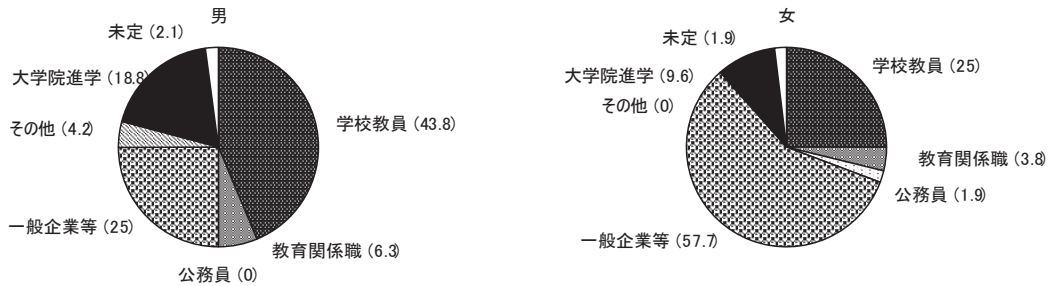 男
未定 (2.1)
大学院進学 (18.8)
その他 (4.2)
学校教員 (43.8)
一般企業等 (25)
教育関係職 (6.3)
公務員 (0)
女
未定 (1.9)
大学院進学 (9.6)
その他 (0)
学校教員 (25)
教育関係職 (3.8)
公務員 (1.9)
一般企業等 (57.7)